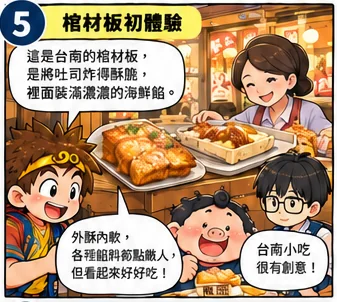 5
棺材板初體驗
這是台南的棺材板，
是將吐司炸得酥脆，
裡面裝滿濃濃的海鮮餡。
外酥內軟，
各種餡料節點嚇人，
但看起來好好吃！
台南小吃
很有創意！